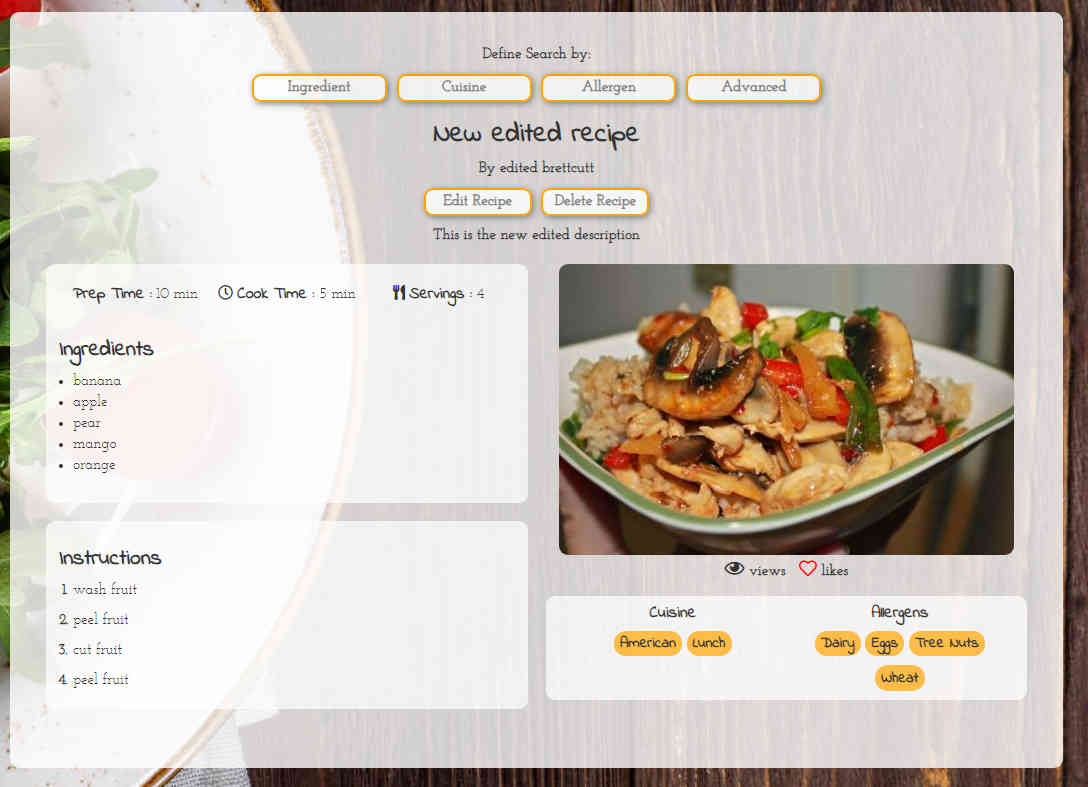 Define Search by:
Ingredient Cuisine Allergen Advanced
New edited recipe
By edited brettcutt
Edit Recipe Delete Recipe
This is the new edited description
Prep Time : 10 min Cook Time : 5 min Servings : 4
Ingredients
• banana
• apple
• pear
• mango
• orange
Instructions
1. wash fruit
2. peel fruit
3. cut fruit
4. peel fruit
views likes
Cuisine
American Lunch
Allergens
Dairy Eggs Tree Nuts
Wheat